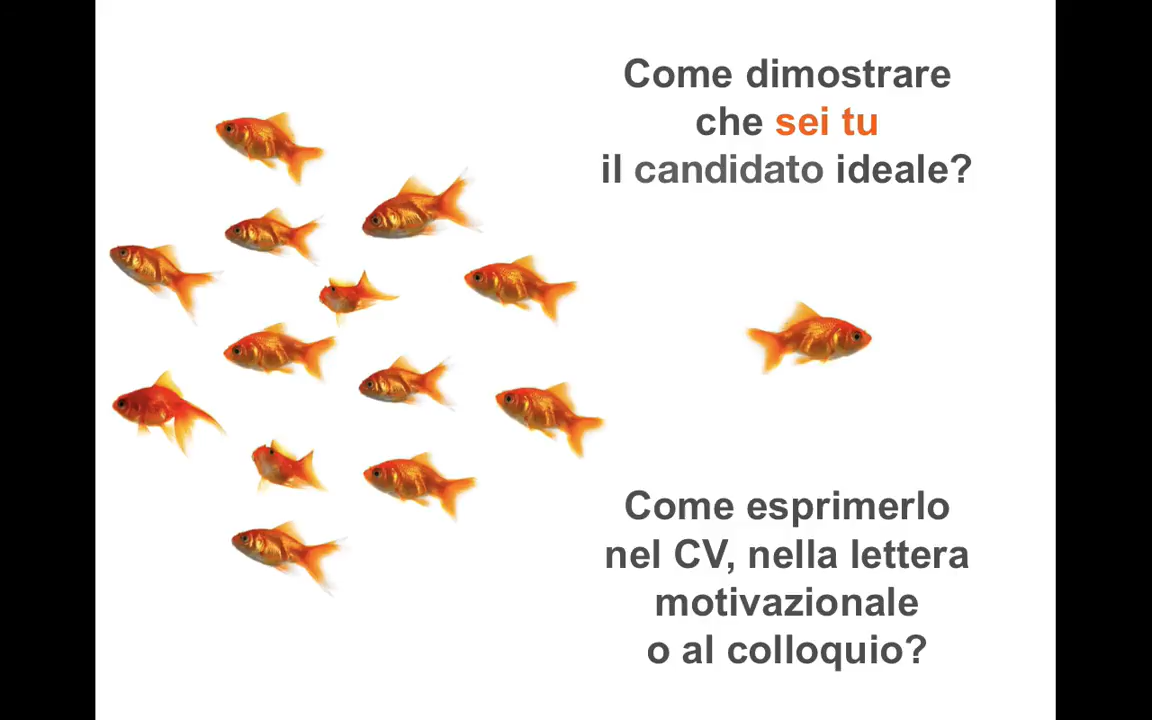 Come dimostrare
che sei tu
il candidato ideale?
Come esprimerlo
nel CV, nella lettera
motivazionale
o al colloquio?